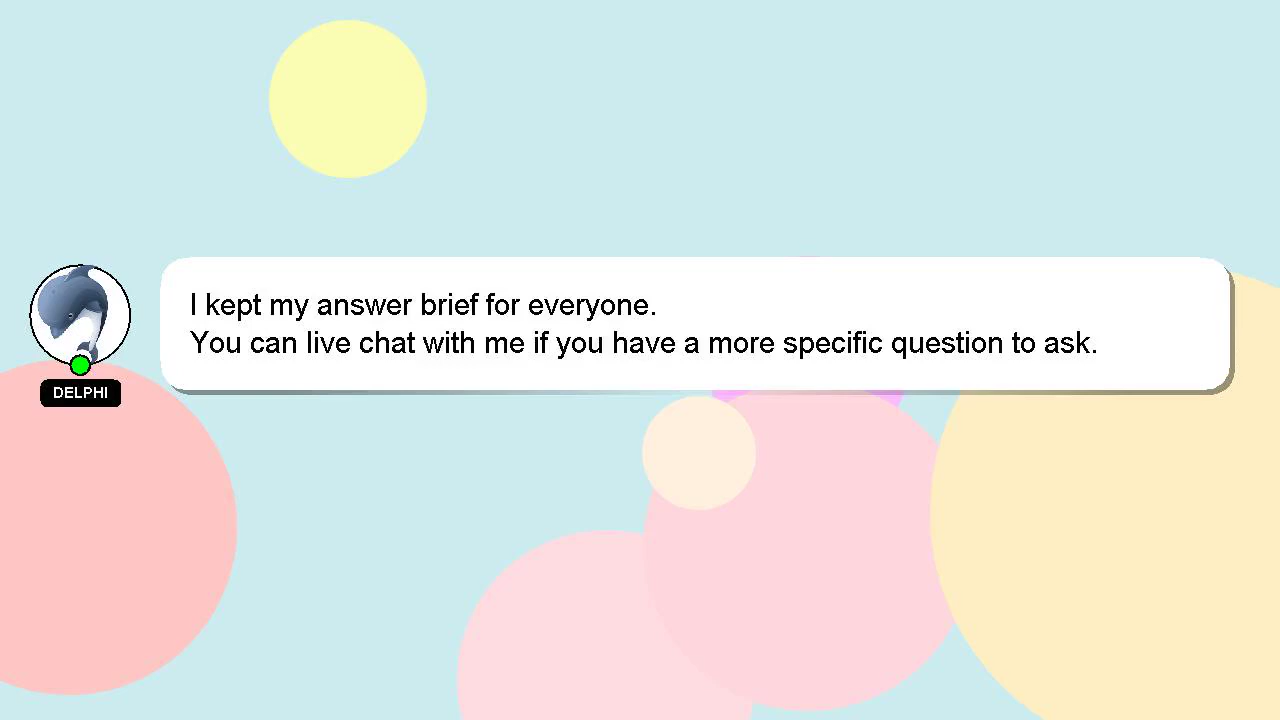 I kept my answer brief for everyone.
You can live chat with me if you have a more specific question to ask.
DELPHI